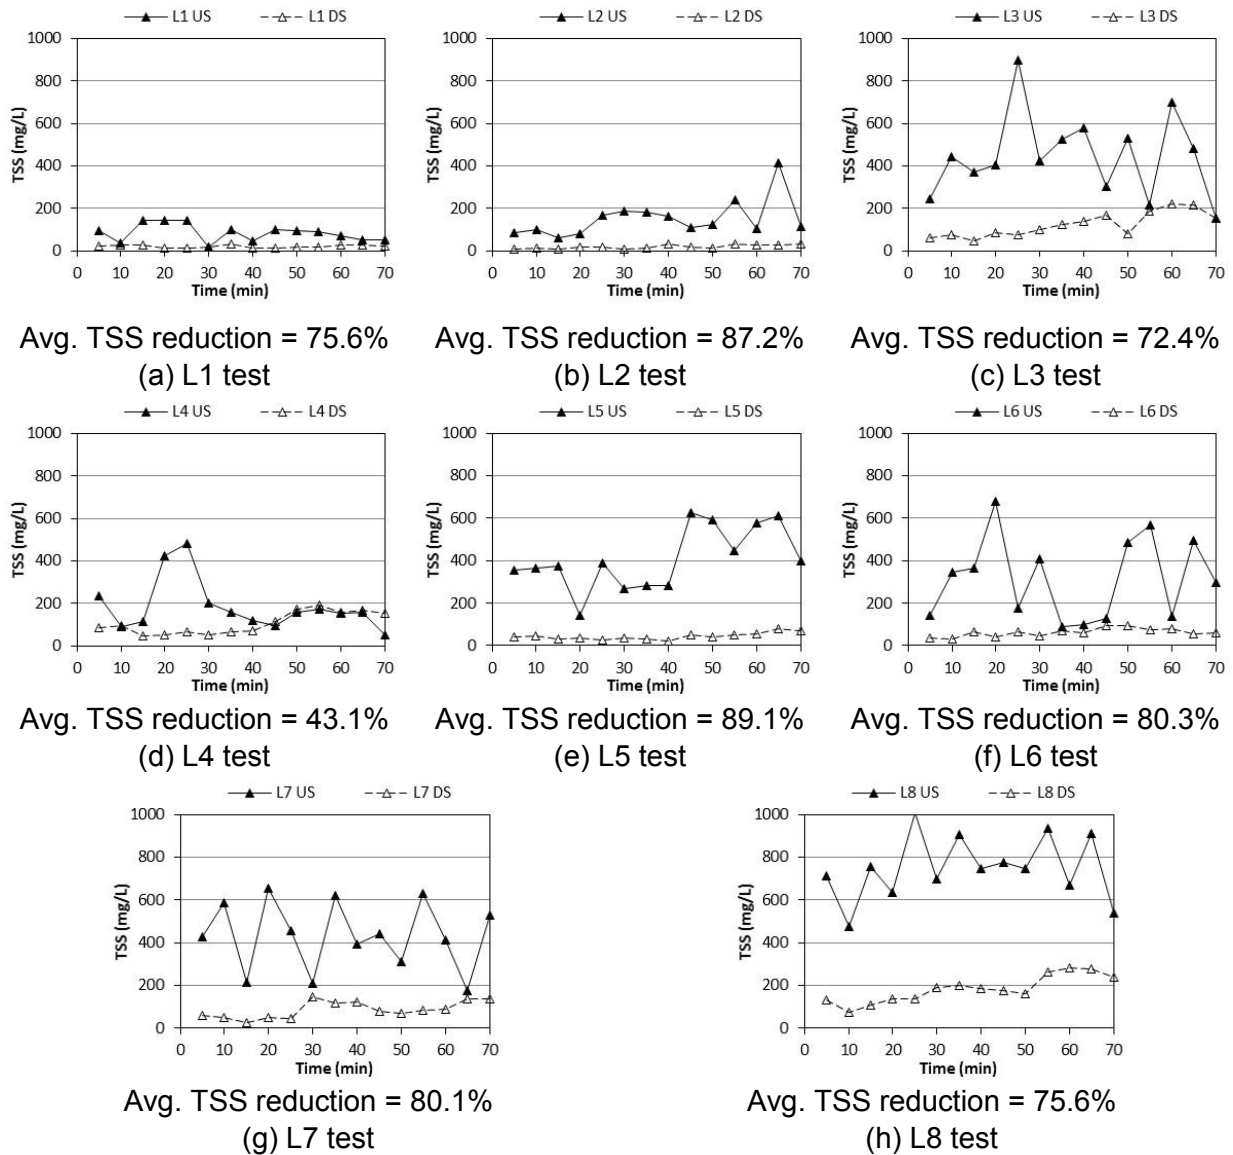 L1 US L1 DS
1000
800
600
400
200
0
TSS (mg/L)
0 10 20 30 40 50 60 70
Time (min)
Avg. TSS reduction = 75.6%
(a) L1 test
L2 US L2 DS
1000
800
600
400
200
0
TSS (mg/L)
0 10 20 30 40 50 60 70
Time (min)
Avg. TSS reduction = 87.2%
(b) L2 test
L3 US L3 DS
1000
800
600
400
200
0
TSS (mg/L)
0 10 20 30 40 50 60 70
Time (min)
Avg. TSS reduction = 72.4%
(c) L3 test
L4 US L4 DS
1000
800
600
400
200
0
TSS (mg/L)
0 10 20 30 40 50 60 70
Time (min)
Avg. TSS reduction = 43.1%
(d) L4 test
L5 US L5 DS
1000
800
600
400
200
0
TSS (mg/L)
0 10 20 30 40 50 60 70
Time (min)
Avg. TSS reduction = 89.1%
(e) L5 test
L6 US L6 DS
1000
800
600
400
200
0
TSS (mg/L)
0 10 20 30 40 50 60 70
Time (min)
Avg. TSS reduction = 80.3%
(f) L6 test
L7 US L7 DS
1000
800
600
400
200
0
TSS (mg/L)
0 10 20 30 40 50 60 70
Time (min)
Avg. TSS reduction = 80.1%
(g) L7 test
L8 US L8 DS
1000
800
600
400
200
0
TSS (mg/L)
0 10 20 30 40 50 60 70
Time (min)
Avg. TSS reduction = 75.6%
(h) L8 test